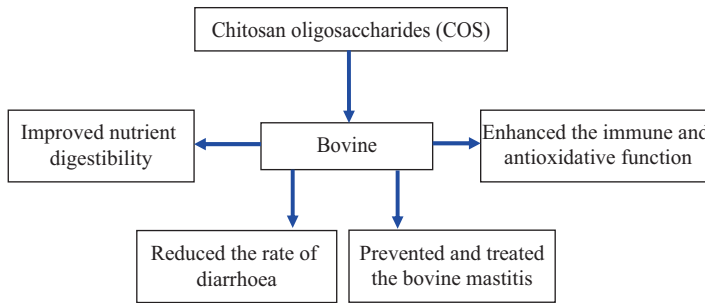 Chitosan oligosaccharides (COS)
Improved nutrient
digestibility
Bovine
Enhanced the immune and
antioxidative function
Reduced the rate of
diarrhoea
Prevented and treated
the bovine mastitis